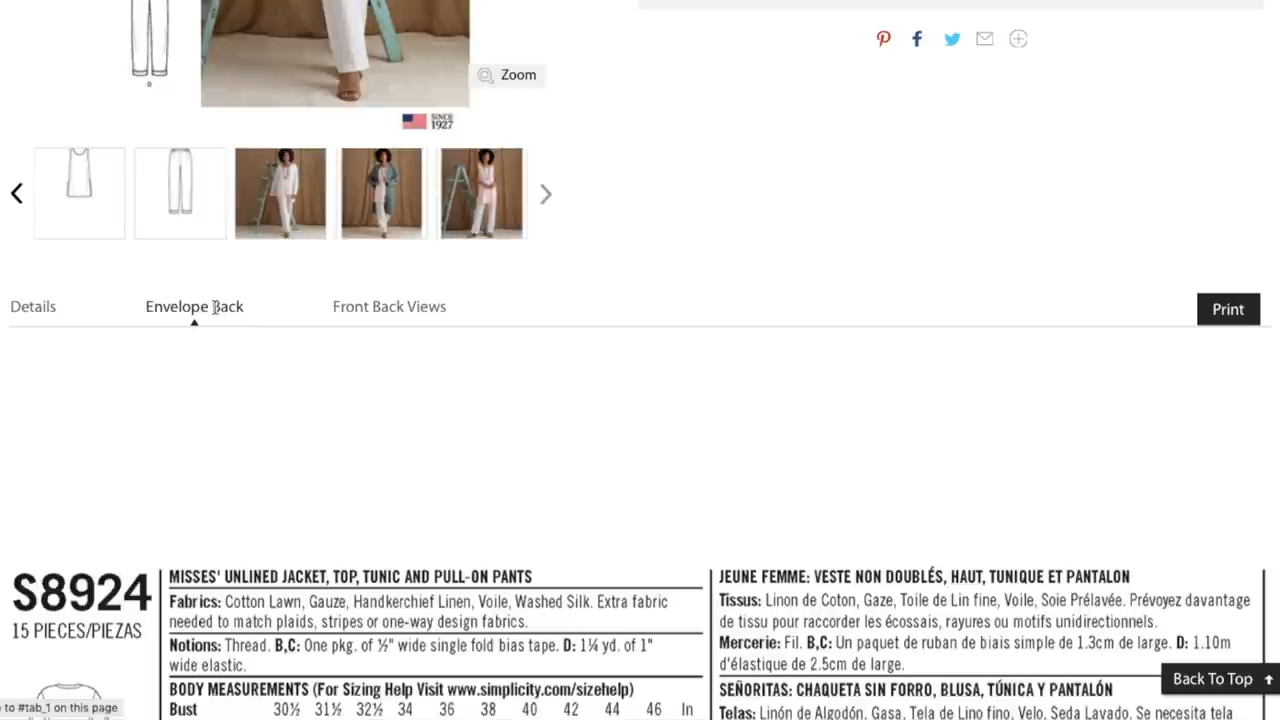 Zoom
SINCE
1927
Details
Envelope Back
Front Back Views
Print
S8924
15 PIECES/PIEZAS
MISSES' UNLINED JACKET, TOP, TUNIC AND PULL-ON PANTS
Fabrics: Cotton Lawn, Gauze, Handkerchief Linen, Voile, Washed Silk. Extra fabric
needed to match plaids, stripes or one-way design fabrics.
Notions: Thread. B,C: One pkg. of ½" wide single fold bias tape. D: 1¼ yd. of 1"
wide elastic.
BODY MEASUREMENTS (For Sizing Help Visit www.simplicity.com/sizehelp)
Bust 30½ 31½ 32½ 34 36 38 40 42 44 46 In
JEUNE FEMME: VESTE NON DOUBLÉS, HAUT, TUNIQUE ET PANTALON
Tissus: Linon de Coton, Gaze, Toile de Lin fine, Voile, Soie Prélavée. Prévoyez davantage
de tissu pour raccorder les écossais, rayures ou motifs unidirectionnels.
Mercerie: Fil. B,C: Un paquet de ruban de biais simple de 1.3cm de large. D: 1.10m
d'élastique de 2.5cm de large.
SEÑORITAS: CHAQUETA SIN FORRO, BLUSA, TÚNICA Y PANTALÓN
Telas: Linón de Algodón, Gasa, Tela de Lino fino, Velo, Seda Lavado. Se necesita tela
Back To Top
to #tab_1 on this page